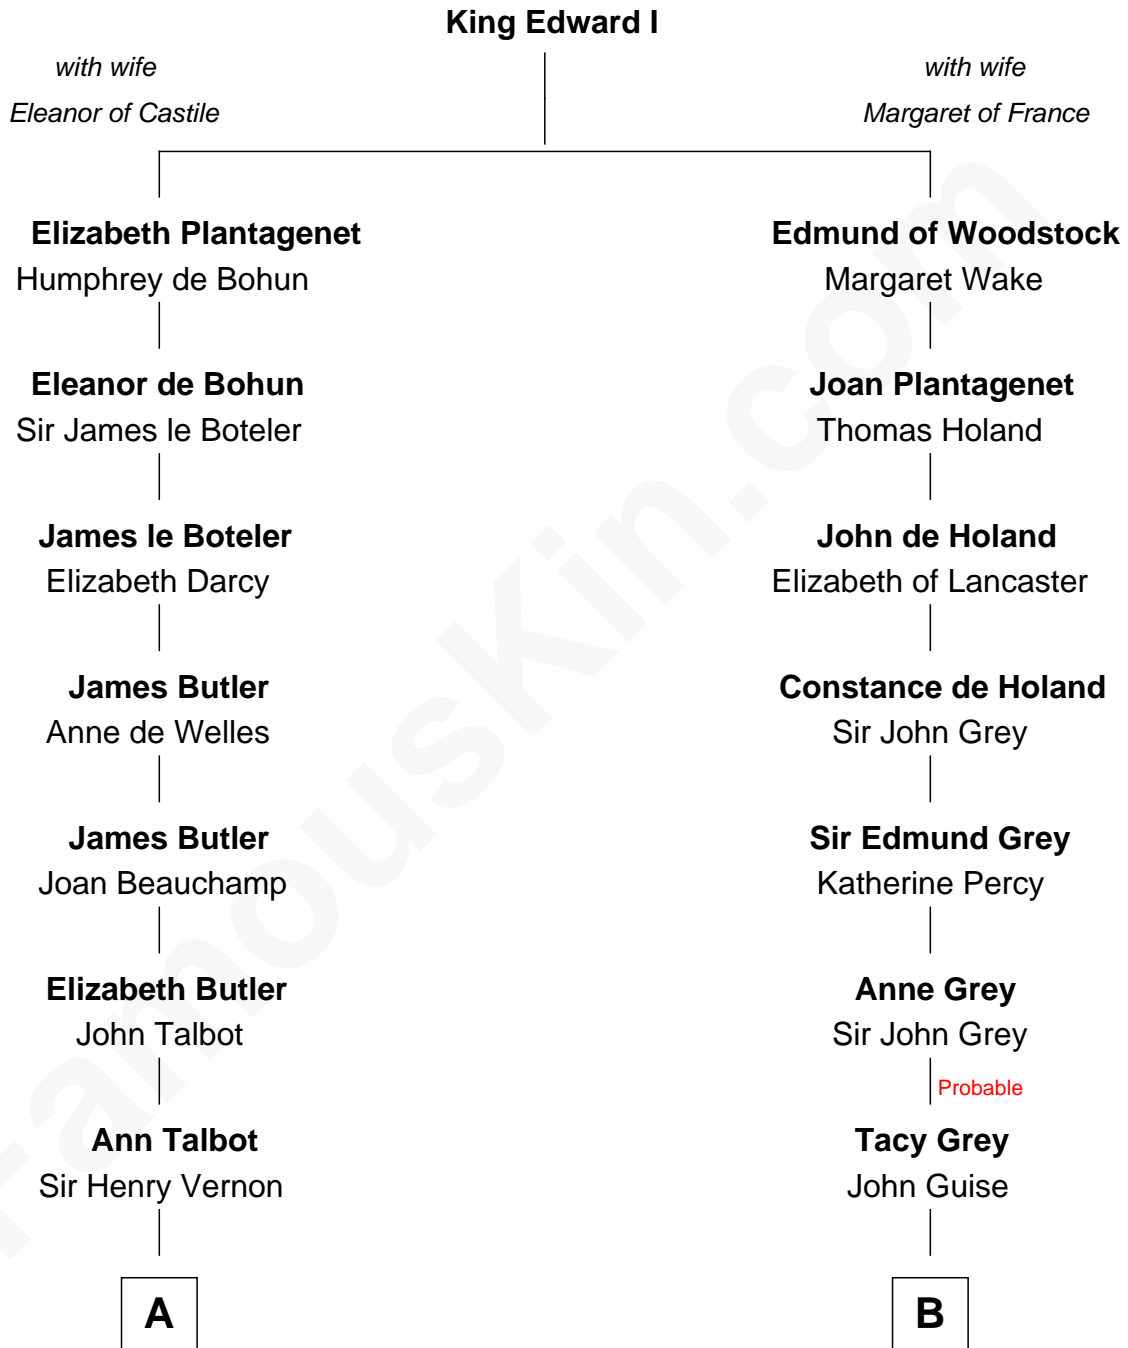 King Edward I
with wife
Eleanor of Castile
with wife
Margaret of France
Elizabeth Plantagenet
Humphrey de Bohun
Edmund of Woodstock
Margaret Wake
Eleanor de Bohun
Sir James le Boteler
Joan Plantagenet
Thomas Holand
James le Boteler
Elizabeth Darcy
John de Holand
Elizabeth of Lancaster
James Butler
Anne de Welles
Constance de Holand
Sir John Grey
James Butler
Joan Beauchamp
Sir Edmund Grey
Katherine Percy
Elizabeth Butler
John Talbot
Anne Grey
Sir John Grey
Probable
Ann Talbot
Sir Henry Vernon
Tacy Grey
John Guise
A
B
FamousKin.com